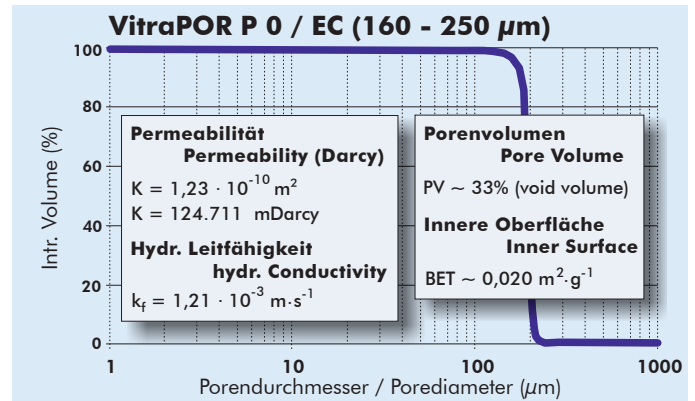 VitraPOR P 0 / EC (160 - 250 µm)
Intr. Volume (%)
100
80
60
40
20
0
Permeabilität
Permeability (Darcy)
K = 1,23 · 10⁻¹⁰ m²
K = 124.711 mDarcy
Hydr. Leitfähigkeit
hydr. Conductivity
k_f = 1,21 · 10⁻³ m·s⁻¹
Porenvolumen
Pore Volume
PV ~ 33% (void volume)
Innere Oberfläche
Inner Surface
BET ~ 0,020 m²·g⁻¹
1 10 100 1000
Porendurchmesser / Porediameter (µm)